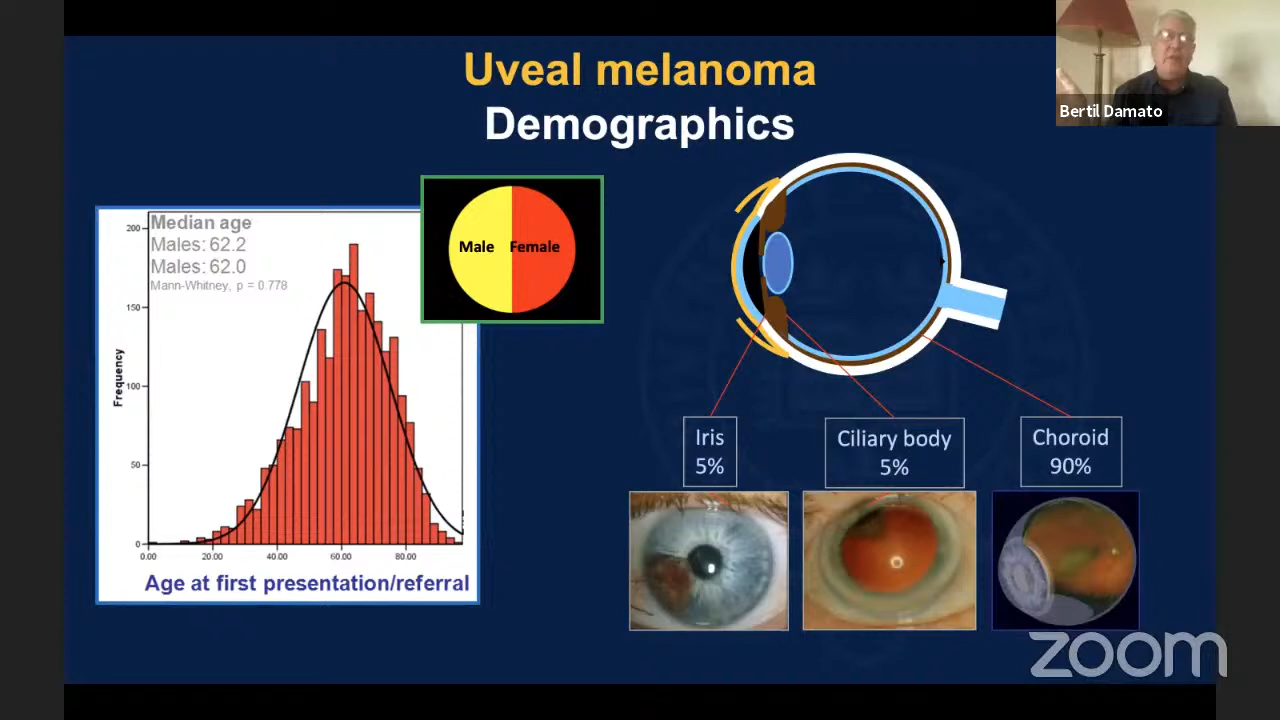 Uveal melanoma
Demographics
Bertil Damato
Median age
Males: 62.2
Males: 62.0
Mann-Whitney, p = 0.778
Male Female
Frequency
200
150
100
50
0
0.00 20.00 40.00 60.00 80.00
Age at first presentation/referral
Iris
5%
Ciliary body
5%
Choroid
90%
zoom